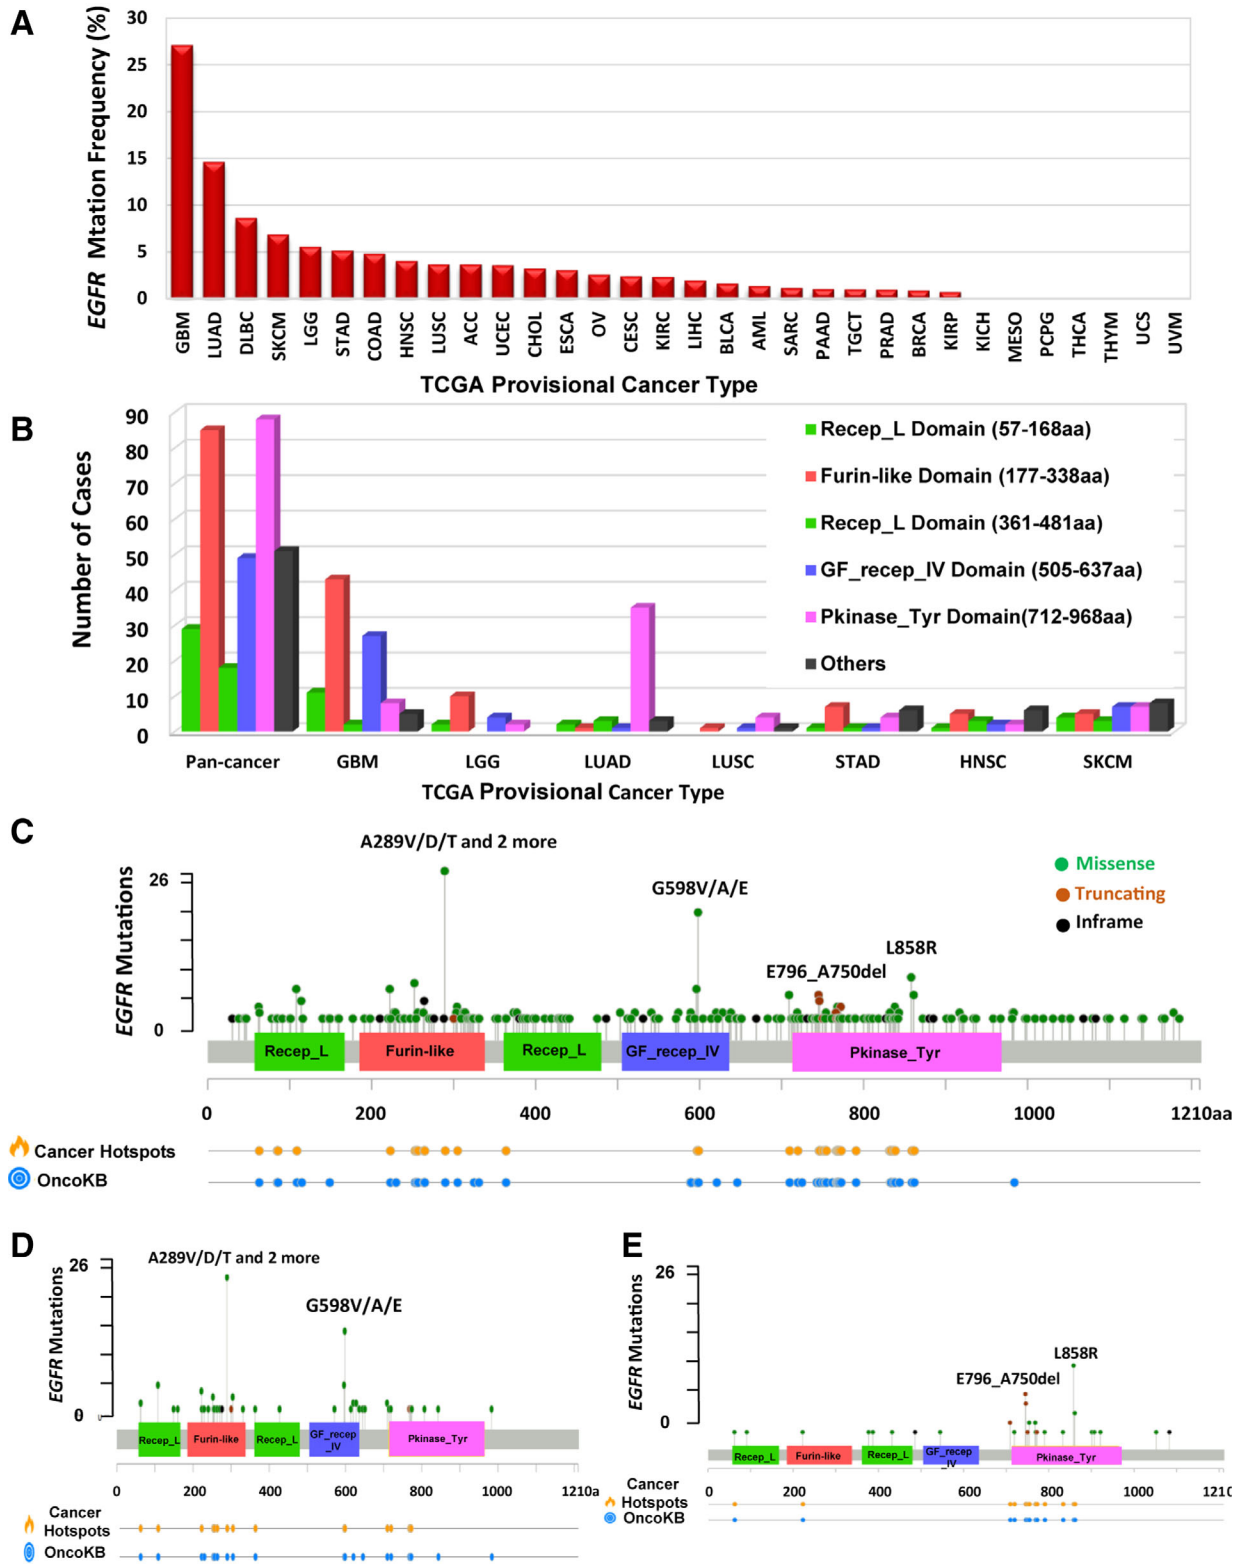 A
EGFR Mtation Frequency (%)
30
25
20
15
10
5
0
GBM LUAD DLBC SKCM LGG STAD COAD HNSC LUSC ACC UCEC CHOL ESCA OV CESC KIRC LIHC BLCA AML SARC PAAD TGCT PRAD BRCA KIRP KICH MESO PCPG THCA THYM UCS UVM
TCGA Provisional Cancer Type
B
Number of Cases
90
80
70
60
50
40
30
20
10
0
Recep_L Domain (57-168aa)
Furin-like Domain (177-338aa)
Recep_L Domain (361-481aa)
GF_recep_IV Domain (505-637aa)
Pkinase_Tyr Domain(712-968aa)
Others
Pan-cancer GBM LGG LUAD LUSC STAD HNSC SKCM
TCGA Provisional Cancer Type
C
EGFR Mutations
26
0
A289V/D/T and 2 more
G598V/A/E
E796_A750del
L858R
Missense
Truncating
Inframe
Recep_L Furin-like Recep_L GF_recep_IV Pkinase_Tyr
0 200 400 600 800 1000 1210aa
Cancer Hotspots
OncoKB
D
EGFR Mutations
26
0
A289V/D/T and 2 more
G598V/A/E
Recep_L Furin-like Recep_L GF_recep
_IV Pkinase_Tyr
0 200 400 600 800 1000 1210a
Cancer
Hotspots
OncoKB
E
EGFR Mutations
26
0
E796_A750del
L858R
Recep_L Furin-like Recep_L GF_recep
_IV Pkinase_Tyr
0 200 400 600 800 1000 1210
Cancer
Hotspots
OncoKB